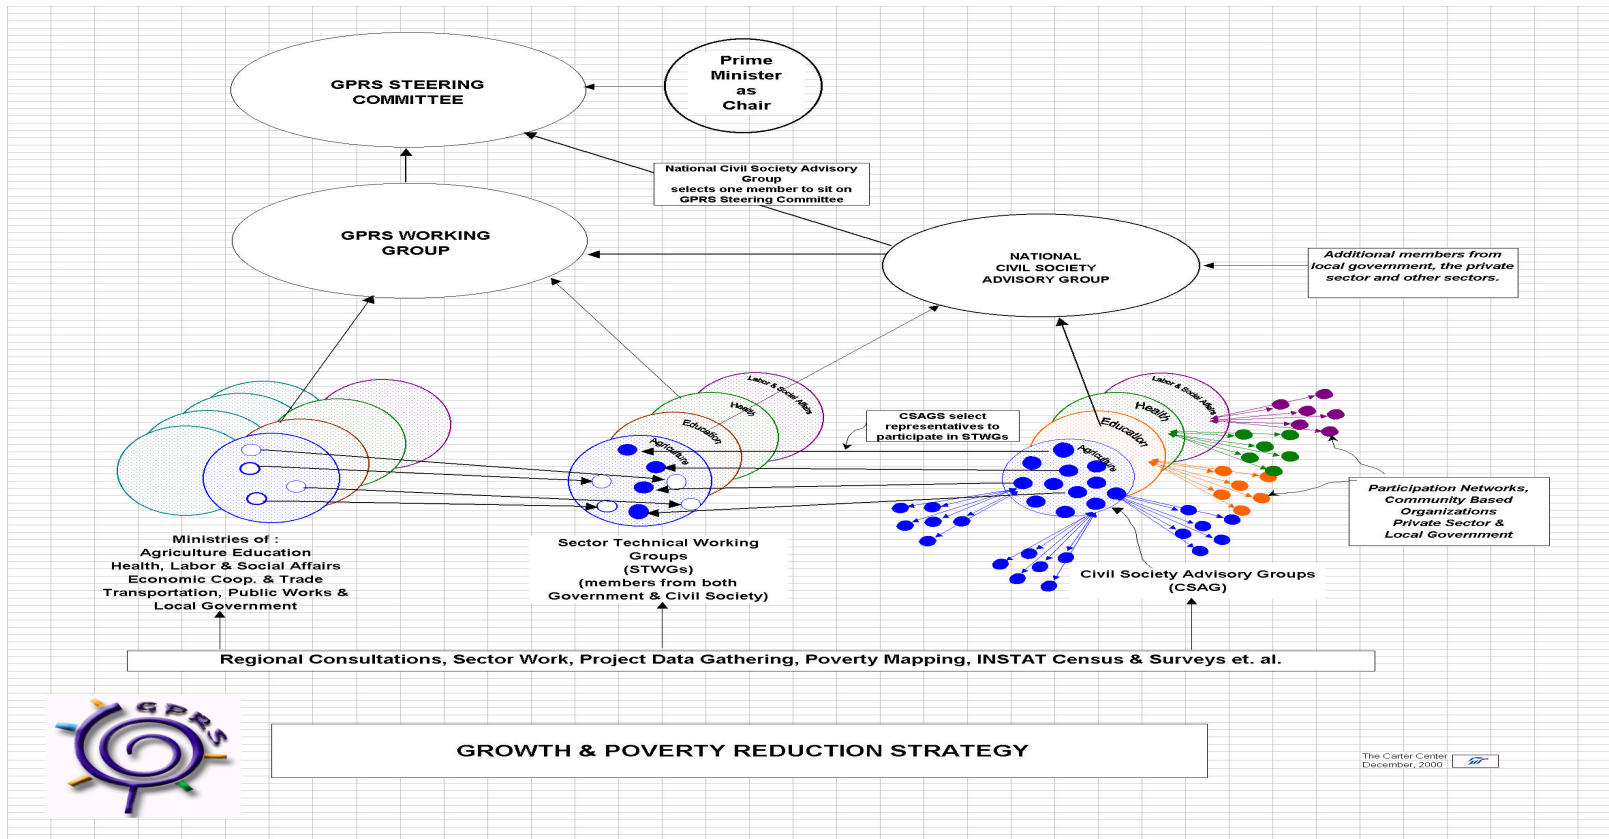 GPRS STEERING
COMMITTEE
Prime
Minister
as
Chair
National Civil Society Advisory
Group
selects one member to sit on
GPRS Steering Committee
GPRS WORKING
GROUP
NATIONAL
CIVIL SOCIETY
ADVISORY GROUP
Additional members from
local government, the private
sector and other sectors.
Labor & Social Affairs
Health
Education
Agriculture
CSAGS select
representatives to
participate in STWGs
Labor & Social Affairs
Health
Education
Agriculture
Participation Networks,
Community Based
Organizations
Private Sector &
Local Government
Ministries of :
Agriculture Education
Health, Labor & Social Affairs
Economic Coop. & Trade
Transportation, Public Works &
Local Government
Sector Technical Working
Groups
(STWGs)
(members from both
Government & Civil Society)
Civil Society Advisory Groups
(CSAG)
Regional Consultations, Sector Work, Project Data Gathering, Poverty Mapping, INSTAT Census & Surveys et. al.
GPRS
GROWTH & POVERTY REDUCTION STRATEGY
The Carter Center
December, 2000